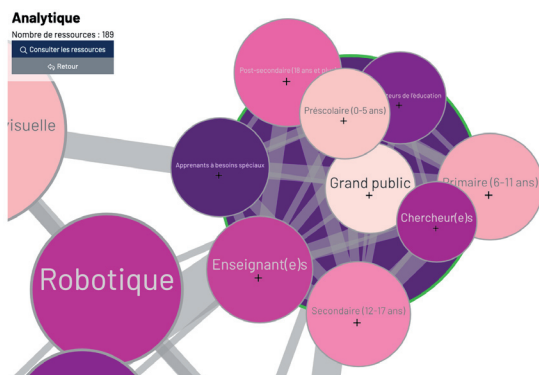 Analytique
Nombre de ressources : 189
Consulter les ressources
Retour
Post-secondaire (18 ans et
Préscolaire (0-5 ans)
teurs de l'éducation
risuelle
Apprenants à besoins spéciaux
Grand public
Primaire (6-11 ans)
Chercheur(e)s
Enseignant(e)s
Robotique
Secondaire (12-17 ans)